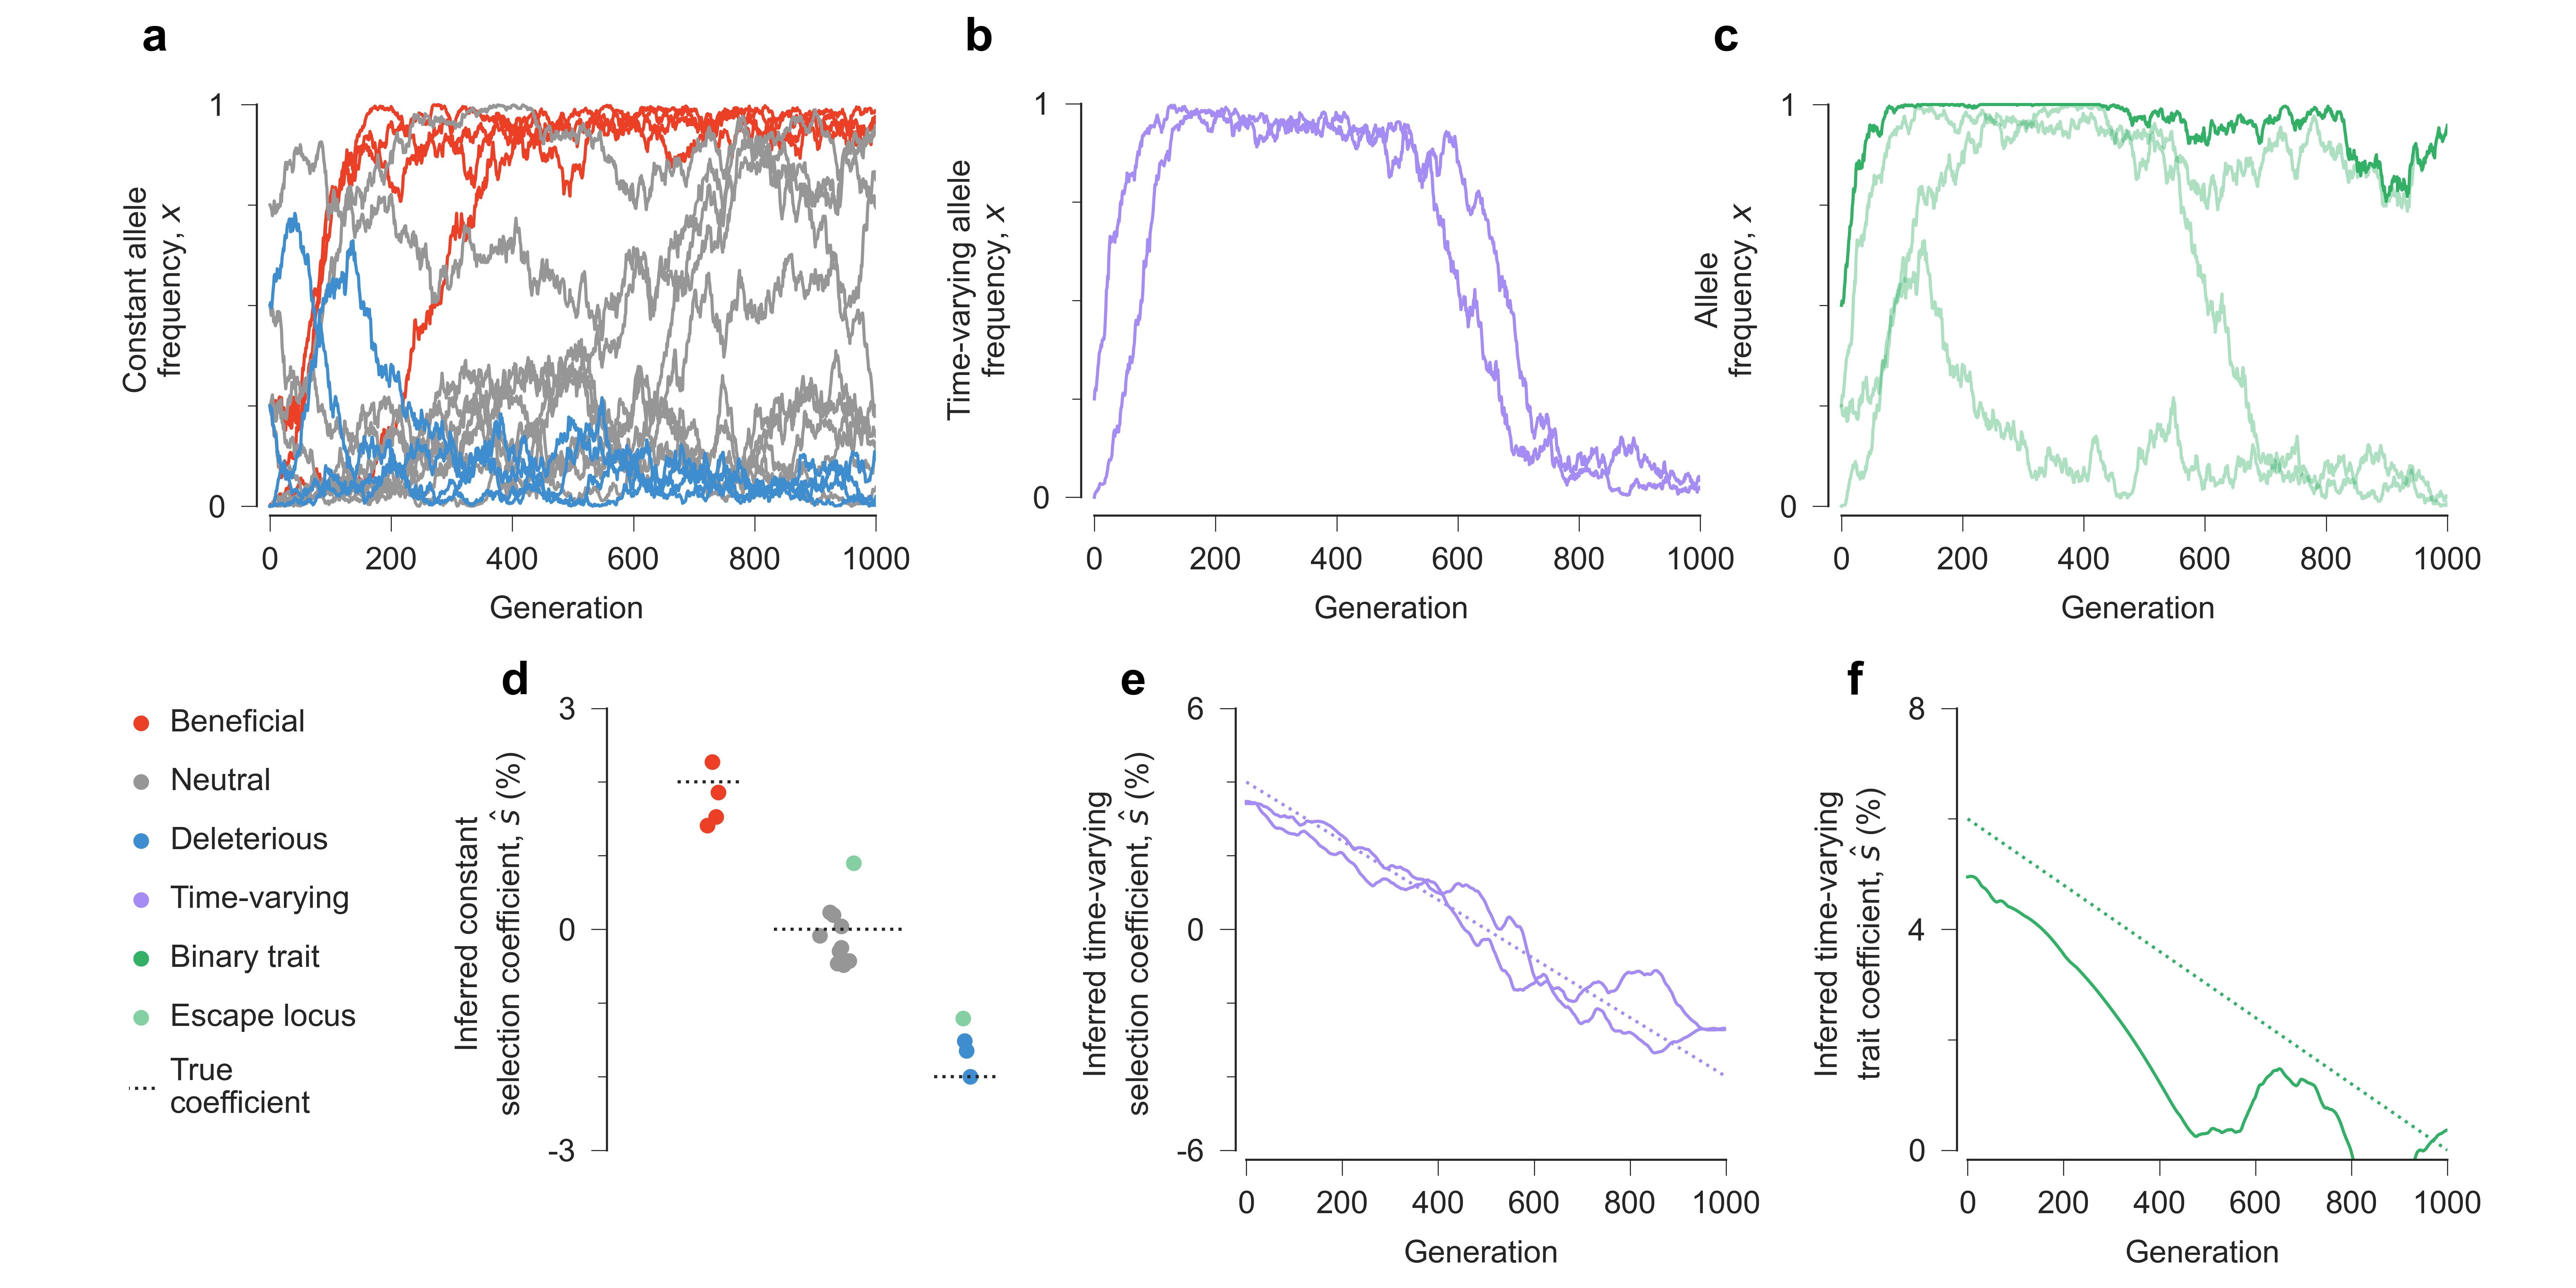 a
1
0
Constant allele
frequency, x
0 200 400 600 800 1000
Generation
b
1
0
Time-varying allele
frequency, x
0 200 400 600 800 1000
Generation
c
1
0
Allele
frequency, x
0 200 400 600 800 1000
Generation
Beneficial
Neutral
Deleterious
Time-varying
Binary trait
Escape locus
True
coefficient
d
3
0
-3
Inferred constant
selection coefficient, ŝ (%)
e
6
0
-6
Inferred time-varying
selection coefficient, ŝ (%)
0 200 400 600 800 1000
Generation
f
8
4
0
Inferred time-varying
trait coefficient, ŝ (%)
0 200 400 600 800 1000
Generation